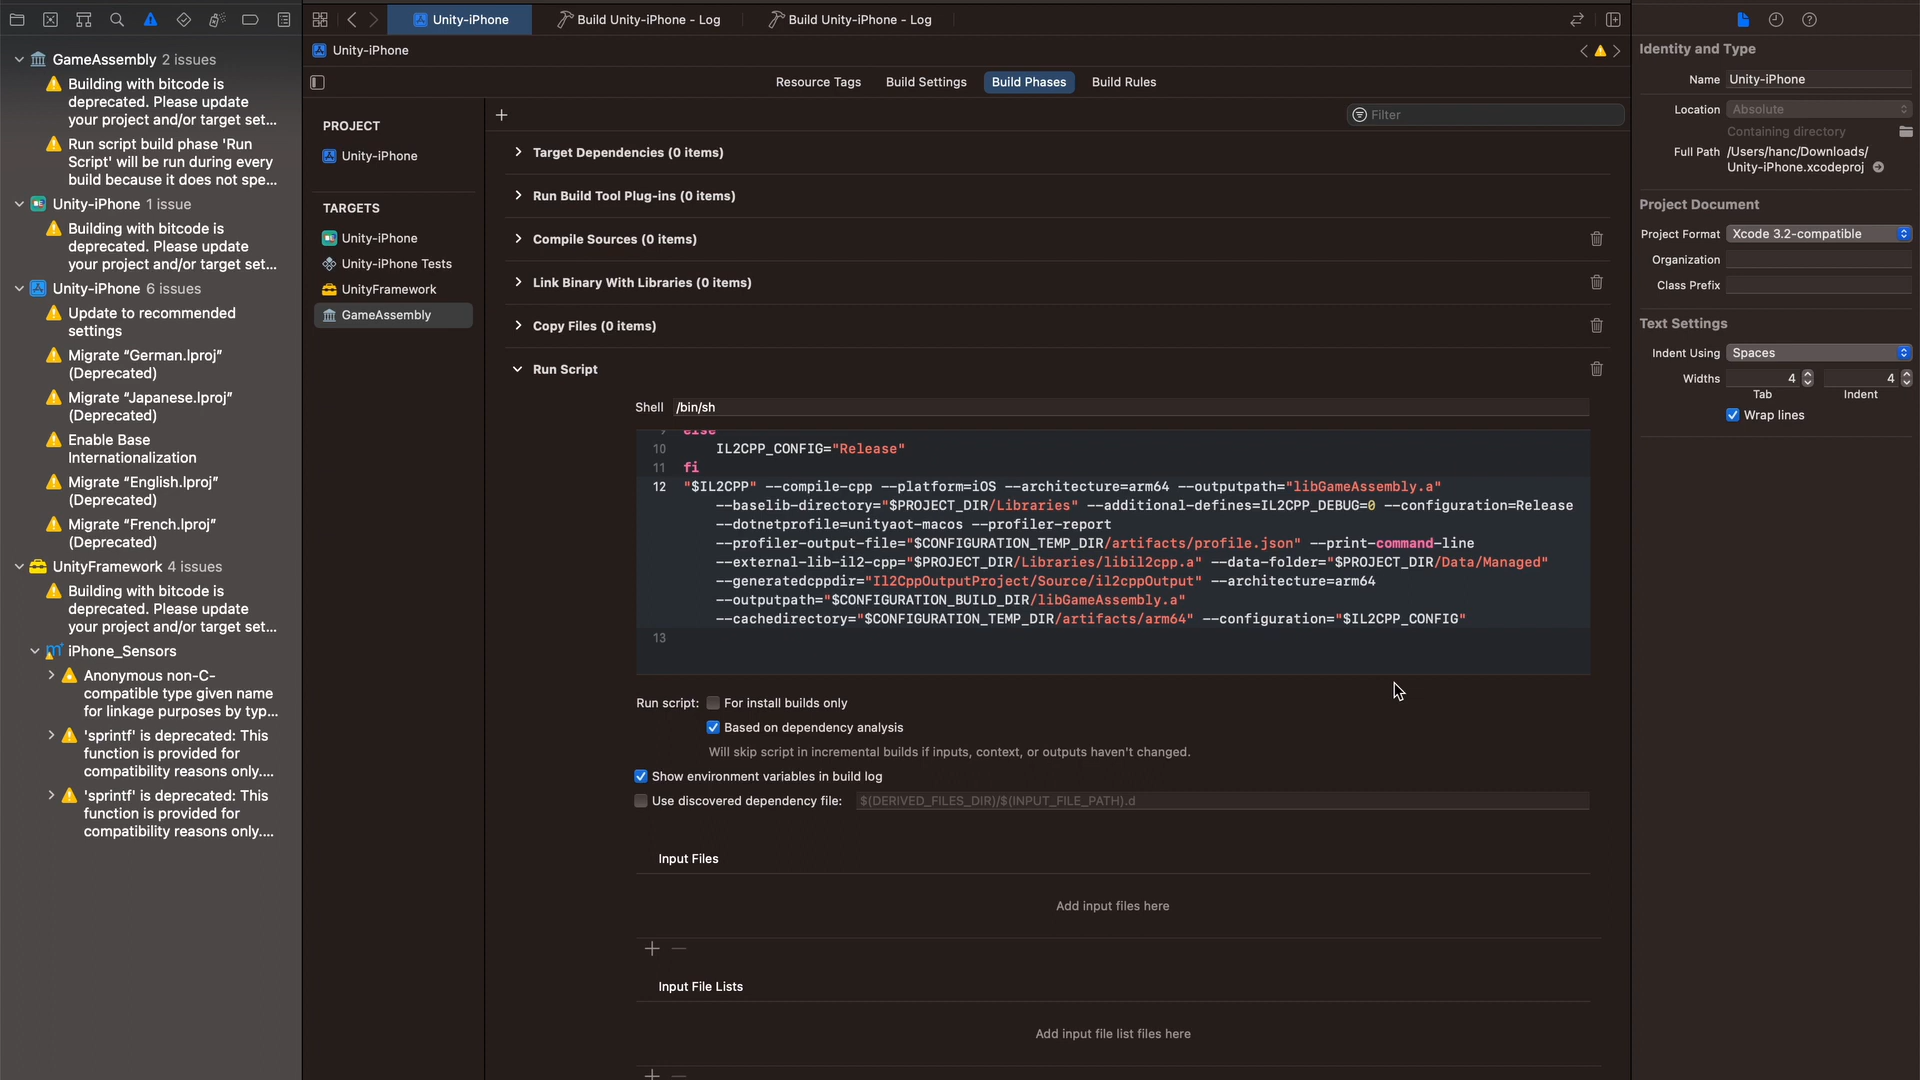 Unity-iPhone
Build Unity-iPhone - Log
Build Unity-iPhone - Log
Unity-iPhone
GameAssembly 2 issues
Building with bitcode is
deprecated. Please update
your project and/or target set...
Run script build phase 'Run
Script' will be run during every
build because it does not spe...
Unity-iPhone 1 issue
Building with bitcode is
deprecated. Please update
your project and/or target set...
Unity-iPhone 6 issues
Update to recommended
settings
Migrate “German.lproj”
(Deprecated)
Migrate “Japanese.lproj”
(Deprecated)
Enable Base
Internationalization
Migrate “English.lproj”
(Deprecated)
Migrate “French.lproj”
(Deprecated)
UnityFramework 4 issues
Building with bitcode is
deprecated. Please update
your project and/or target set...
iPhone_Sensors
Anonymous non-C-
compatible type given name
for linkage purposes by typ...
'sprintf' is deprecated: This
function is provided for
compatibility reasons only....
'sprintf' is deprecated: This
function is provided for
compatibility reasons only....
Resource Tags
Build Settings
Build Phases
Build Rules
PROJECT
Unity-iPhone
TARGETS
Unity-iPhone
Unity-iPhone Tests
UnityFramework
GameAssembly
Filter
Target Dependencies (0 items)
Run Build Tool Plug-ins (0 items)
Compile Sources (0 items)
Link Binary With Libraries (0 items)
Copy Files (0 items)
Run Script
Shell /bin/sh
9 else
10 IL2CPP_CONFIG="Release"
11 fi
12 "$IL2CPP" --compile-cpp --platform=iOS --architecture=arm64 --outputpath="libGameAssembly.a"
--baselib-directory="$PROJECT_DIR/Libraries" --additional-defines=IL2CPP_DEBUG=0 --configuration=Release
--dotnetprofile=unityaot-macos --profiler-report
--profiler-output-file="$CONFIGURATION_TEMP_DIR/artifacts/profile.json" --print-command-line
--external-lib-il2-cpp="$PROJECT_DIR/Libraries/libil2cpp.a" --data-folder="$PROJECT_DIR/Data/Managed"
--generatedcppdir="Il2CppOutputProject/Source/il2cppOutput" --architecture=arm64
--outputpath="$CONFIGURATION_BUILD_DIR/libGameAssembly.a"
--cachedirectory="$CONFIGURATION_TEMP_DIR/artifacts/arm64" --configuration="$IL2CPP_CONFIG"
13
Run script: For install builds only
Based on dependency analysis
Will skip script in incremental builds if inputs, context, or outputs haven't changed.
Show environment variables in build log
Use discovered dependency file: $(DERIVED_FILES_DIR)/$(INPUT_FILE_PATH).d
Input Files
Add input files here
Input File Lists
Add input file list files here
Identity and Type
Name Unity-iPhone
Location Absolute
Containing directory
Full Path /Users/hanc/Downloads/
Unity-iPhone.xcodeproj
Project Document
Project Format Xcode 3.2-compatible
Organization
Class Prefix
Text Settings
Indent Using Spaces
Widths 4 4
Tab Indent
Wrap lines